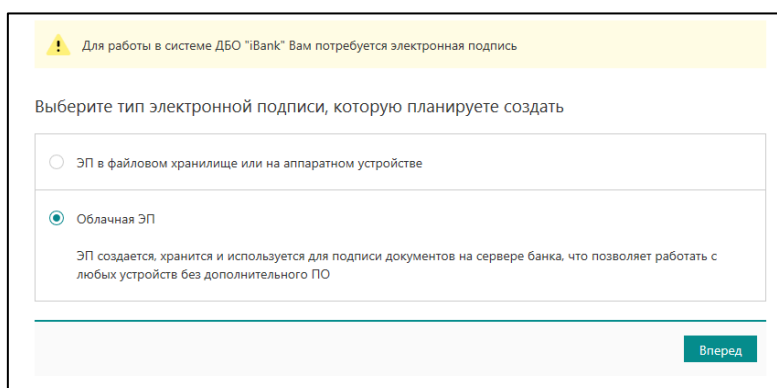 Для работы в системе ДБО "iBank" Вам потребуется электронная подпись
Выберите тип электронной подписи, которую планируете создать
ЭП в файловом хранилище или на аппаратном устройстве
Облачная ЭП
ЭП создается, хранится и используется для подписи документов на сервере банка, что позволяет работать с
любых устройств без дополнительного ПО
Вперед